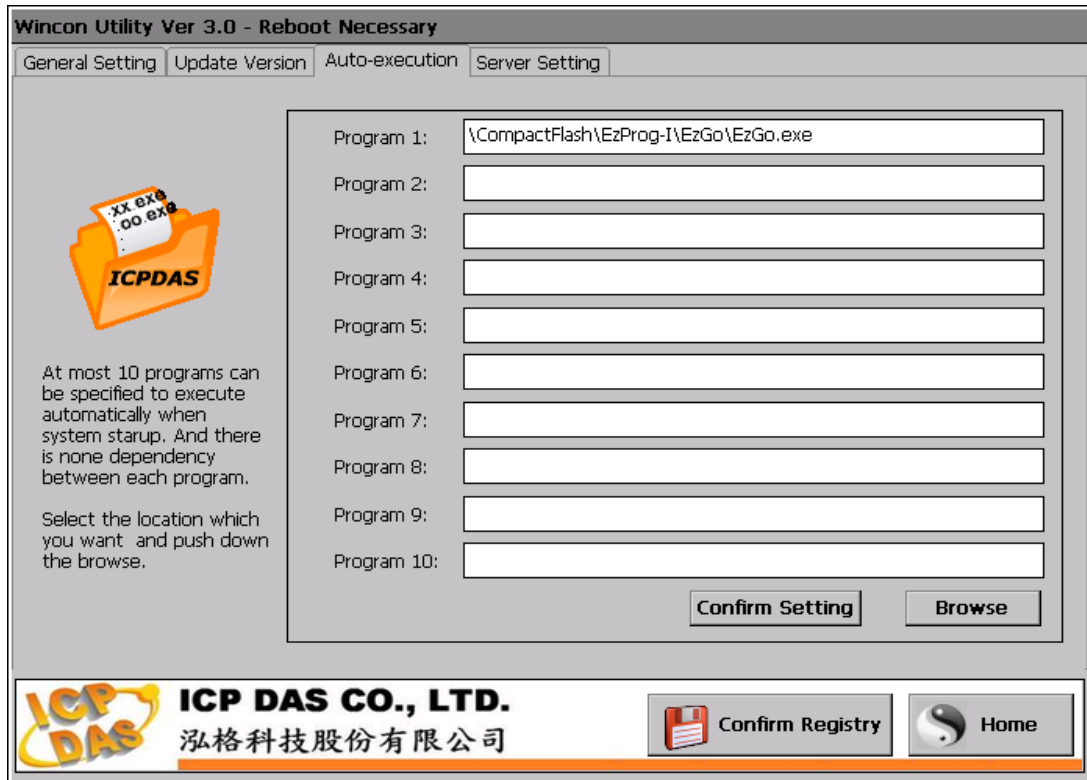 Wincon Utility Ver 3.0 - Reboot Necessary
General Setting Update Version Auto-execution Server Setting
.xx.exe
.oo.exe
ICPDAS
At most 10 programs can
be specified to execute
automatically when
system starup. And there
is none dependency
between each program.
Select the location which
you want and push down
the browse.
Program 1: \CompactFlash\EzProg-I\EzGo\EzGo.exe
Program 2:
Program 3:
Program 4:
Program 5:
Program 6:
Program 7:
Program 8:
Program 9:
Program 10:
Confirm Setting Browse
ICP
DAS
ICP DAS CO., LTD.
泓格科技股份有限公司
Confirm Registry Home